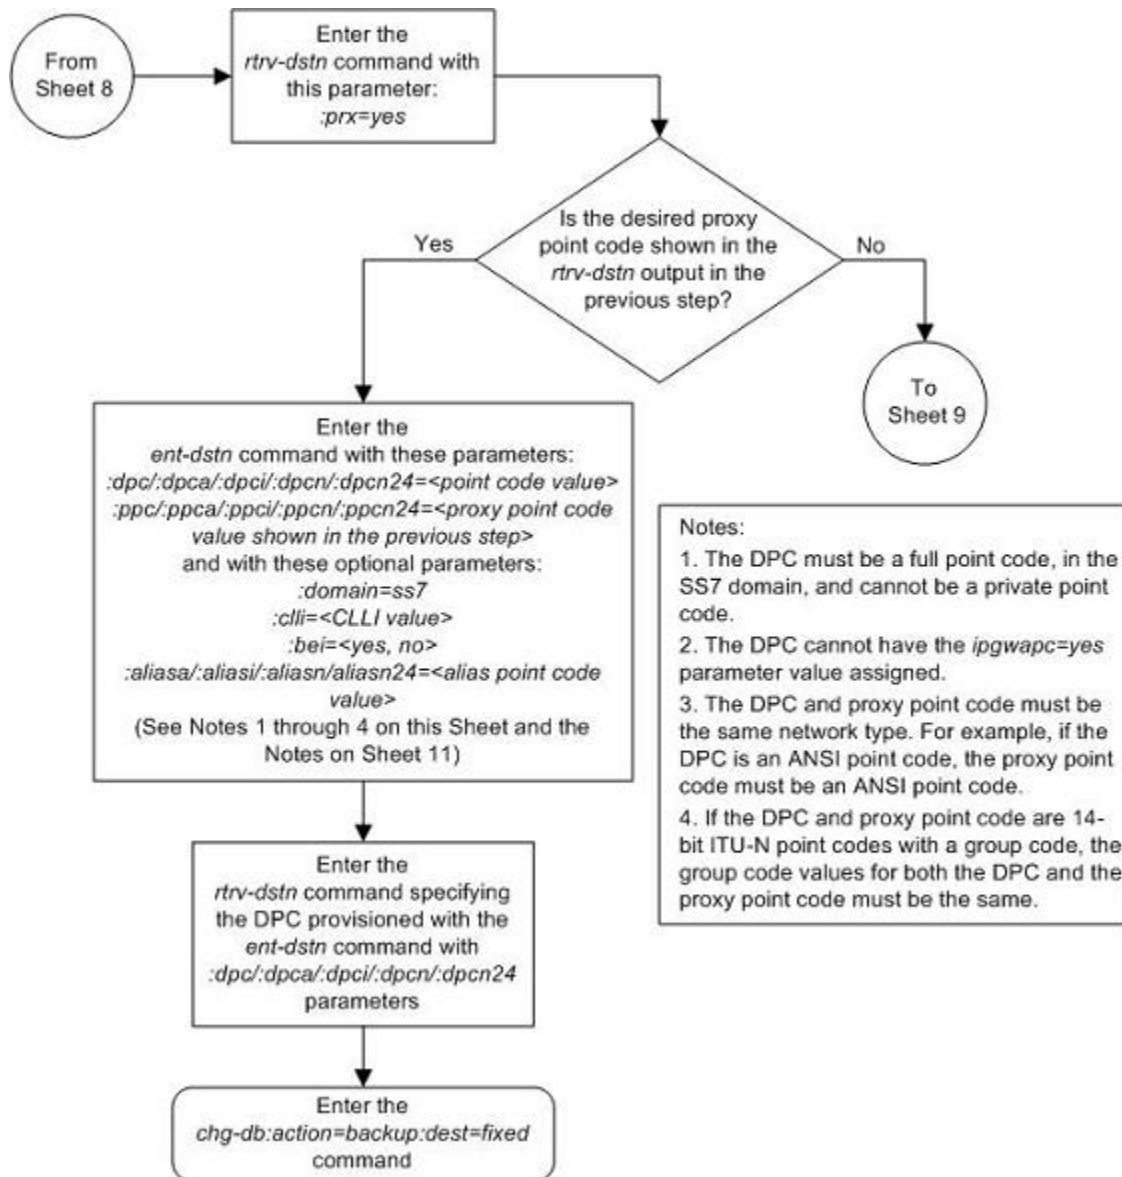 From
Sheet 8
Enter the
rtrv-dstn command with
this parameter:
:prx=yes
Is the desired proxy
point code shown in the
rtrv-dstn output in the
previous step?
Yes
No
To
Sheet 9
Enter the
ent-dstn command with these parameters:
:dpc/:dpca/:dpci/:dpcn/:dpcn24=<point code value>
:ppc/:ppca/:ppci/:ppcn/:ppcn24=<proxy point code
value shown in the previous step>
and with these optional parameters:
:domain=ss7
:clli=<CLLI value>
:bei=<yes, no>
:aliasa/:aliasi/:aliasn/aliasn24=<alias point code
value>
(See Notes 1 through 4 on this Sheet and the
Notes on Sheet 11)
Notes:
1. The DPC must be a full point code, in the
SS7 domain, and cannot be a private point
code.
2. The DPC cannot have the ipgwapc=yes
parameter value assigned.
3. The DPC and proxy point code must be
the same network type. For example, if the
DPC is an ANSI point code, the proxy point
code must be an ANSI point code.
4. If the DPC and proxy point code are 14-
bit ITU-N point codes with a group code, the
group code values for both the DPC and the
proxy point code must be the same.
Enter the
rtrv-dstn command specifying
the DPC provisioned with the
ent-dstn command with
:dpc/:dpca/:dpci/:dpcn/:dpcn24
parameters
Enter the
chg-db:action=backup:dest=fixed
command